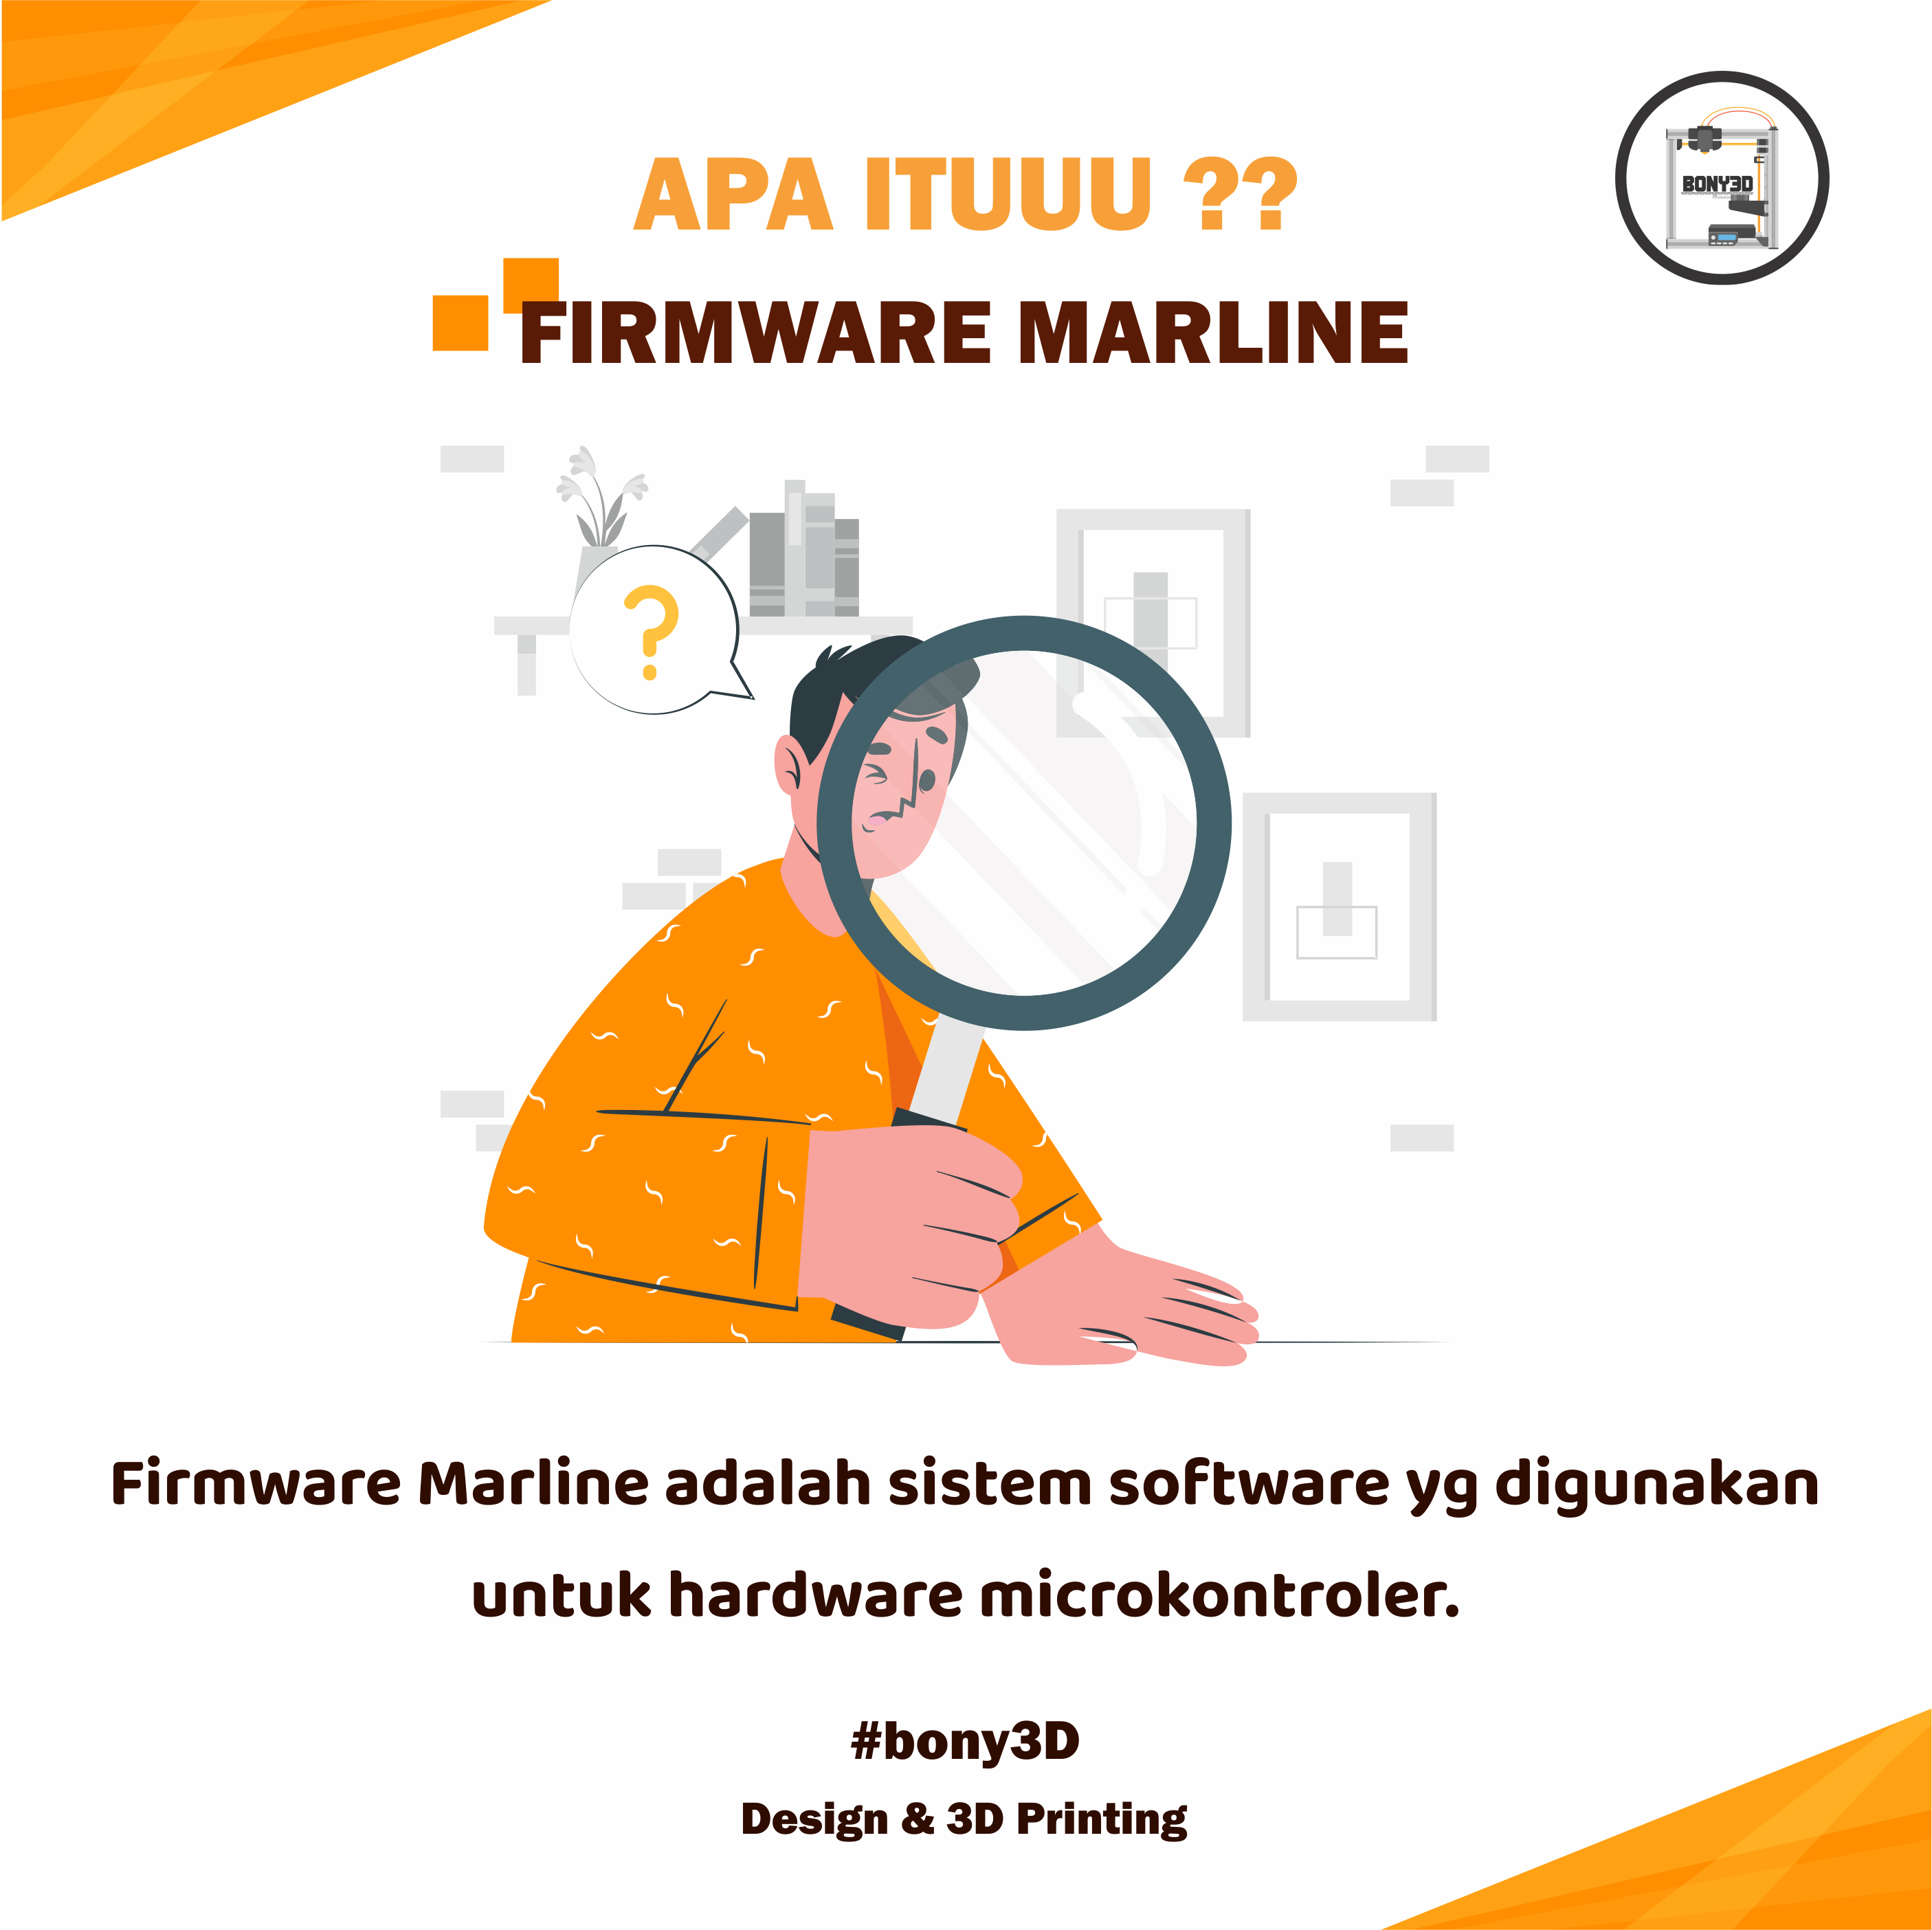 APA ITUUU ??
BONY3D
FIRMWARE MARLINE
?
Firmware Marline adalah sistem software yg digunakan
untuk hardware microkontroler.
#bony3D
Design & 3D Printing